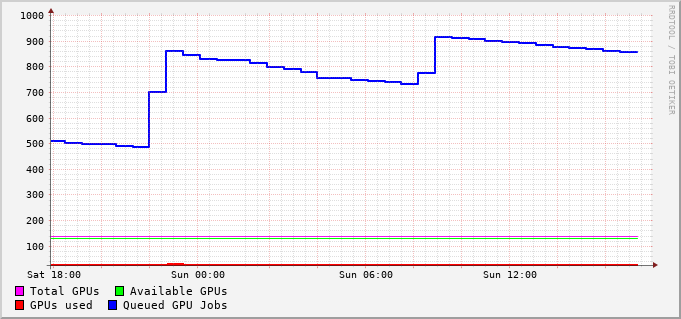 1000
900
800
700
600
500
400
300
200
100
Sat 18:00 Sun 00:00 Sun 06:00 Sun 12:00
Total GPUs Available GPUs
GPUs used Queued GPU Jobs
RRDTOOL / TOBI OETIKER